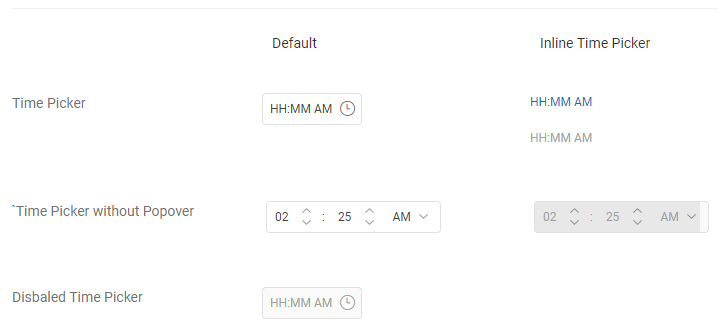 Default Inline Time Picker
Time Picker HH:MM AM HH:MM AM
HH:MM AM
`Time Picker without Popover 02 : 25 AM 02 : 25 AM
Disbaled Time Picker HH:MM AM